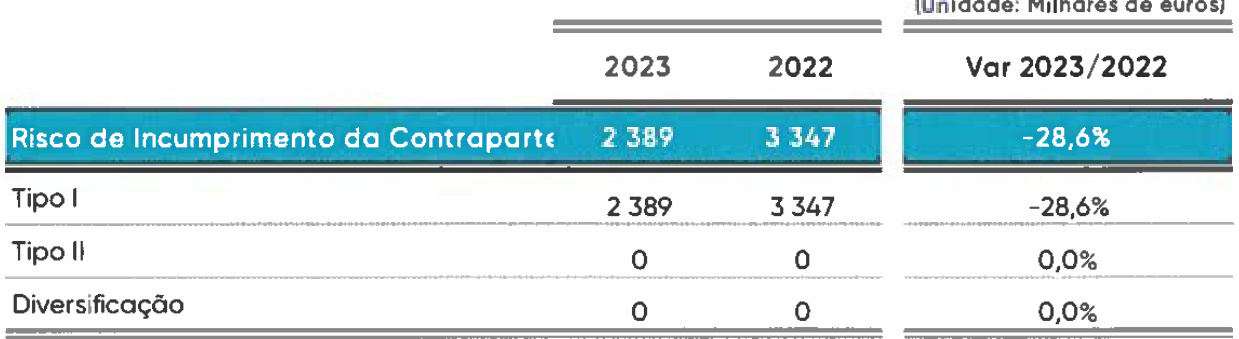 (Unidade: Milhares de euros)
2023 2022 Var 2023/2022
Risco de Incumprimento da Contraparte 2 389 3 347 -28,6%
Tipo I 2 389 3 347 -28,6%
Tipo II 0 0 0,0%
Diversificação 0 0 0,0%